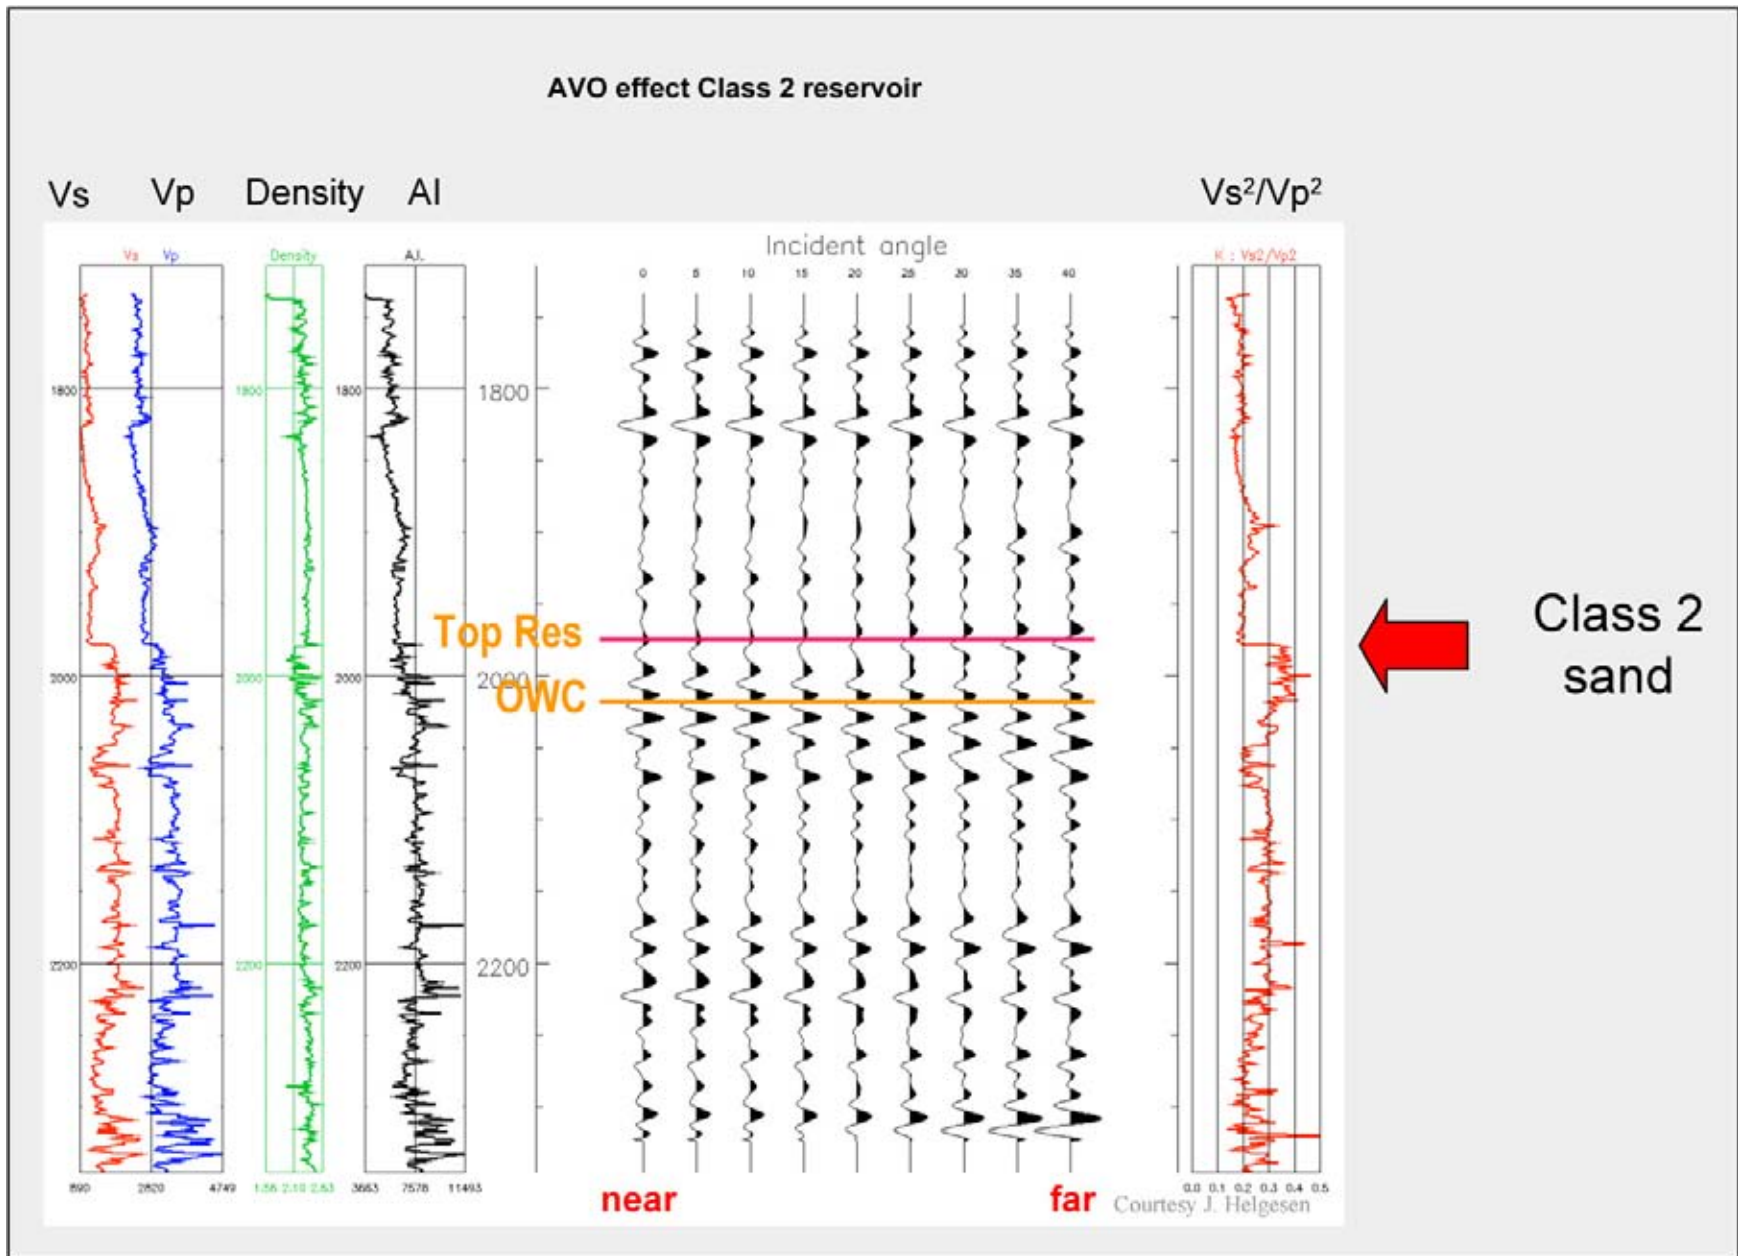 AVO effect Class 2 reservoir
Vs Vp Density AI Vs²/Vp²
Incident angle
Vs Vp Density A.I. K : Vs2/Vp2
0 5 10 15 20 25 30 35 40
1800 1800 1800 1800
Class 2
sand
Top Res
2000 2000 2000 2000
OWC
2200 2200 2200 2200
890 2820 4749 1.56 2.10 2.63 3663 7578 11493 0.0 0.1 0.2 0.3 0.4 0.5
near far Courtesy J. Helgesen